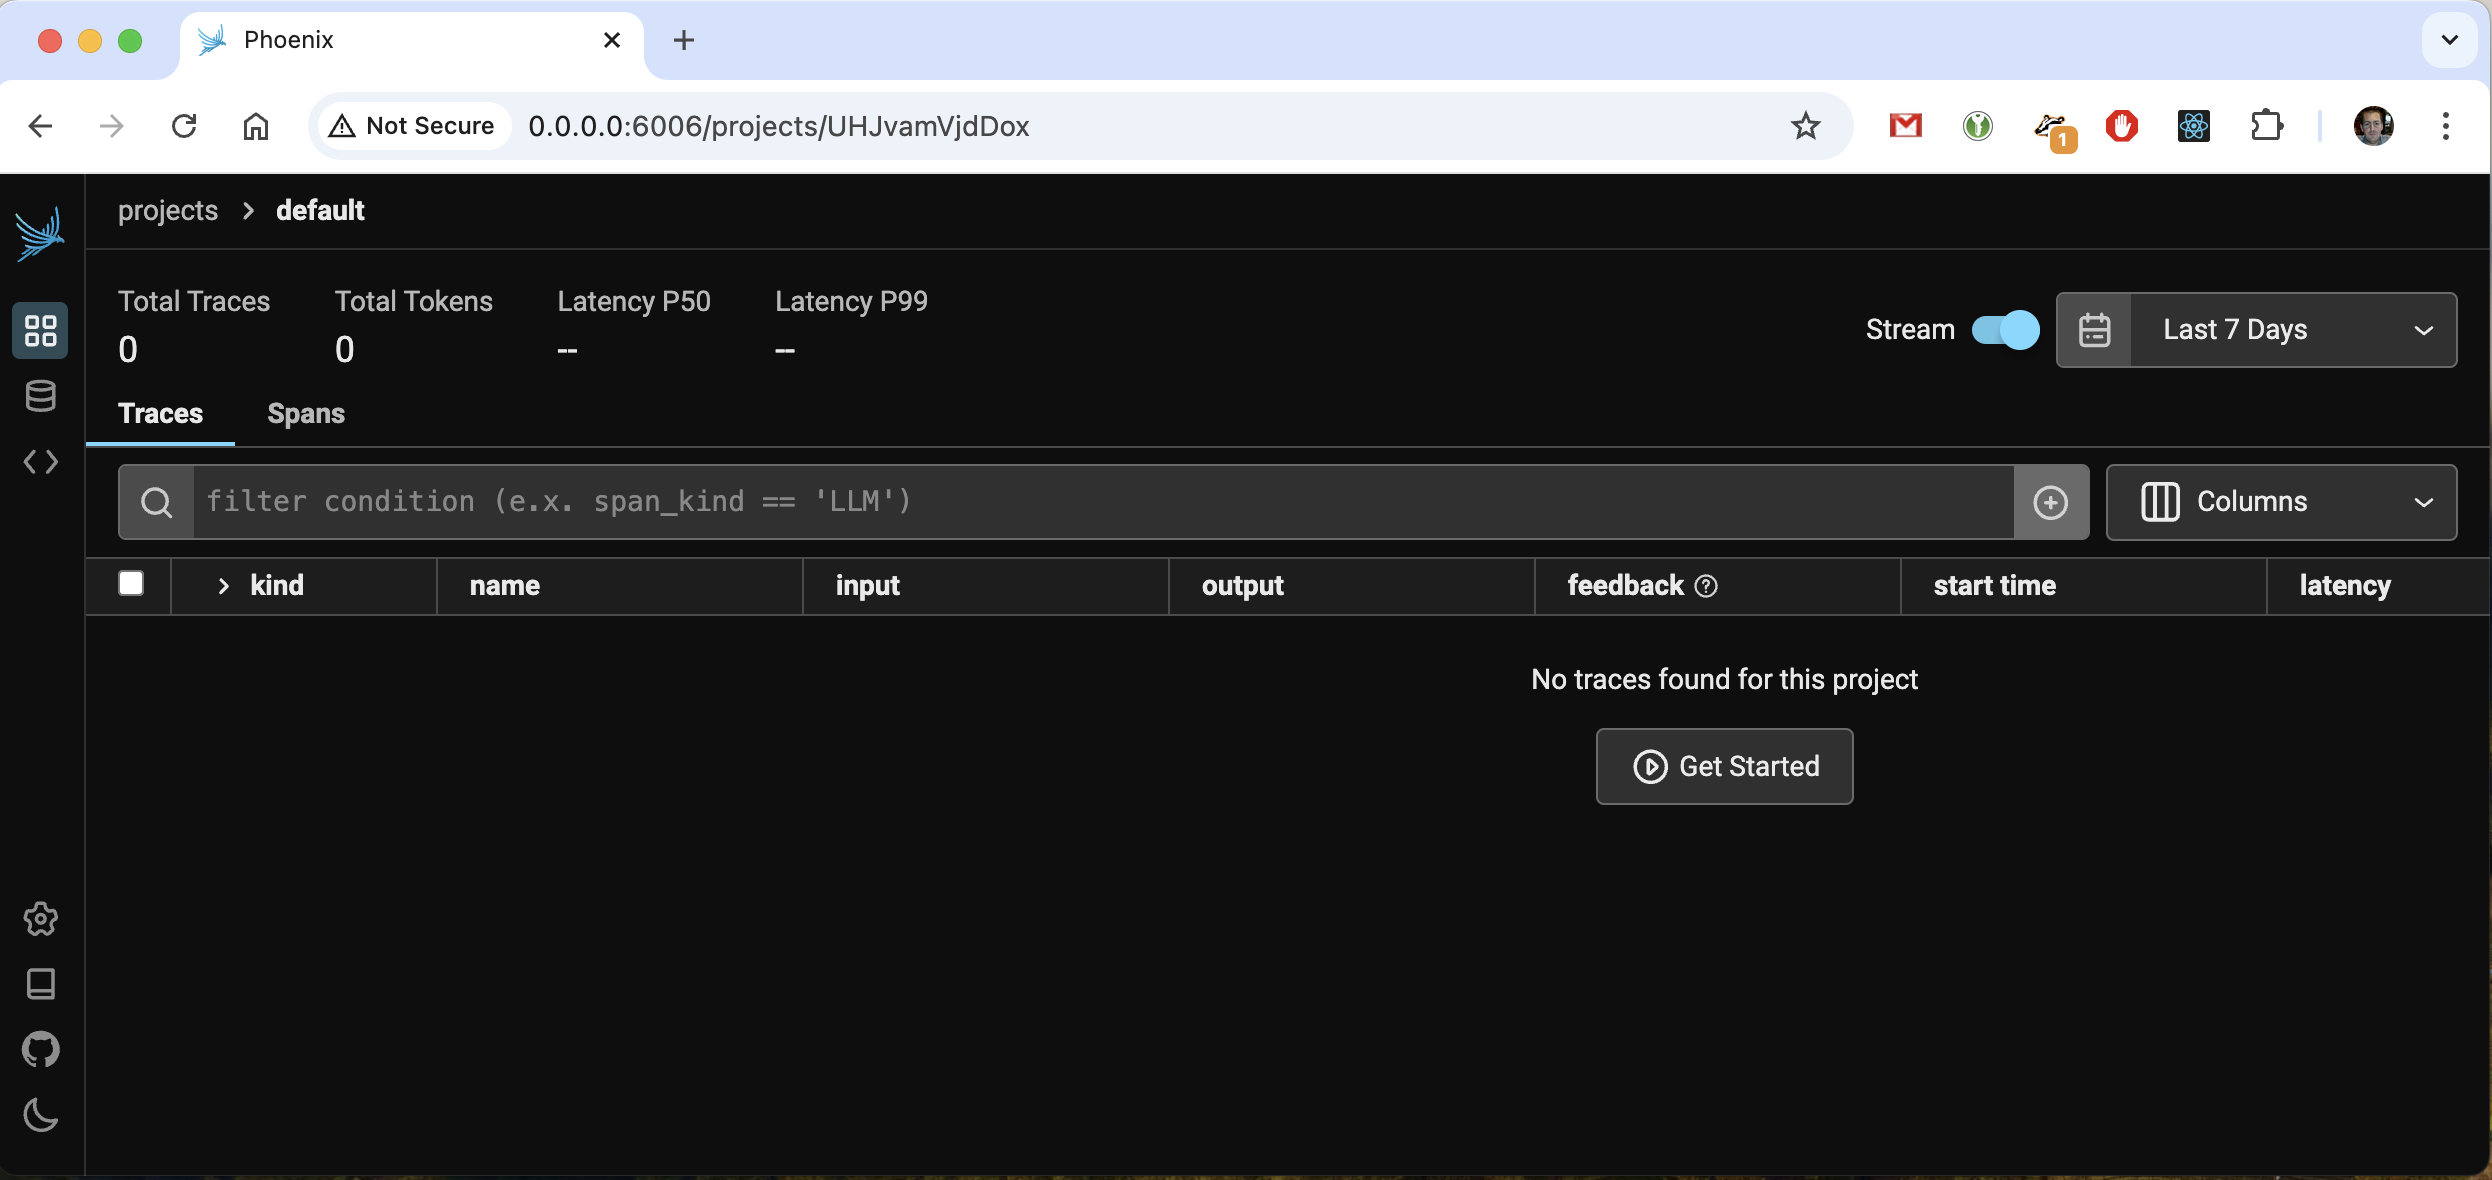 Phoenix
Not Secure 0.0.0.0:6006/projects/UHJvamVjdDox
1
projects > default
Total Traces Total Tokens Latency P50 Latency P99
0 0 -- --
Stream Last 7 Days
Traces Spans
filter condition (e.x. span_kind == 'LLM') Columns
kind name input output feedback start time latency
No traces found for this project
Get Started